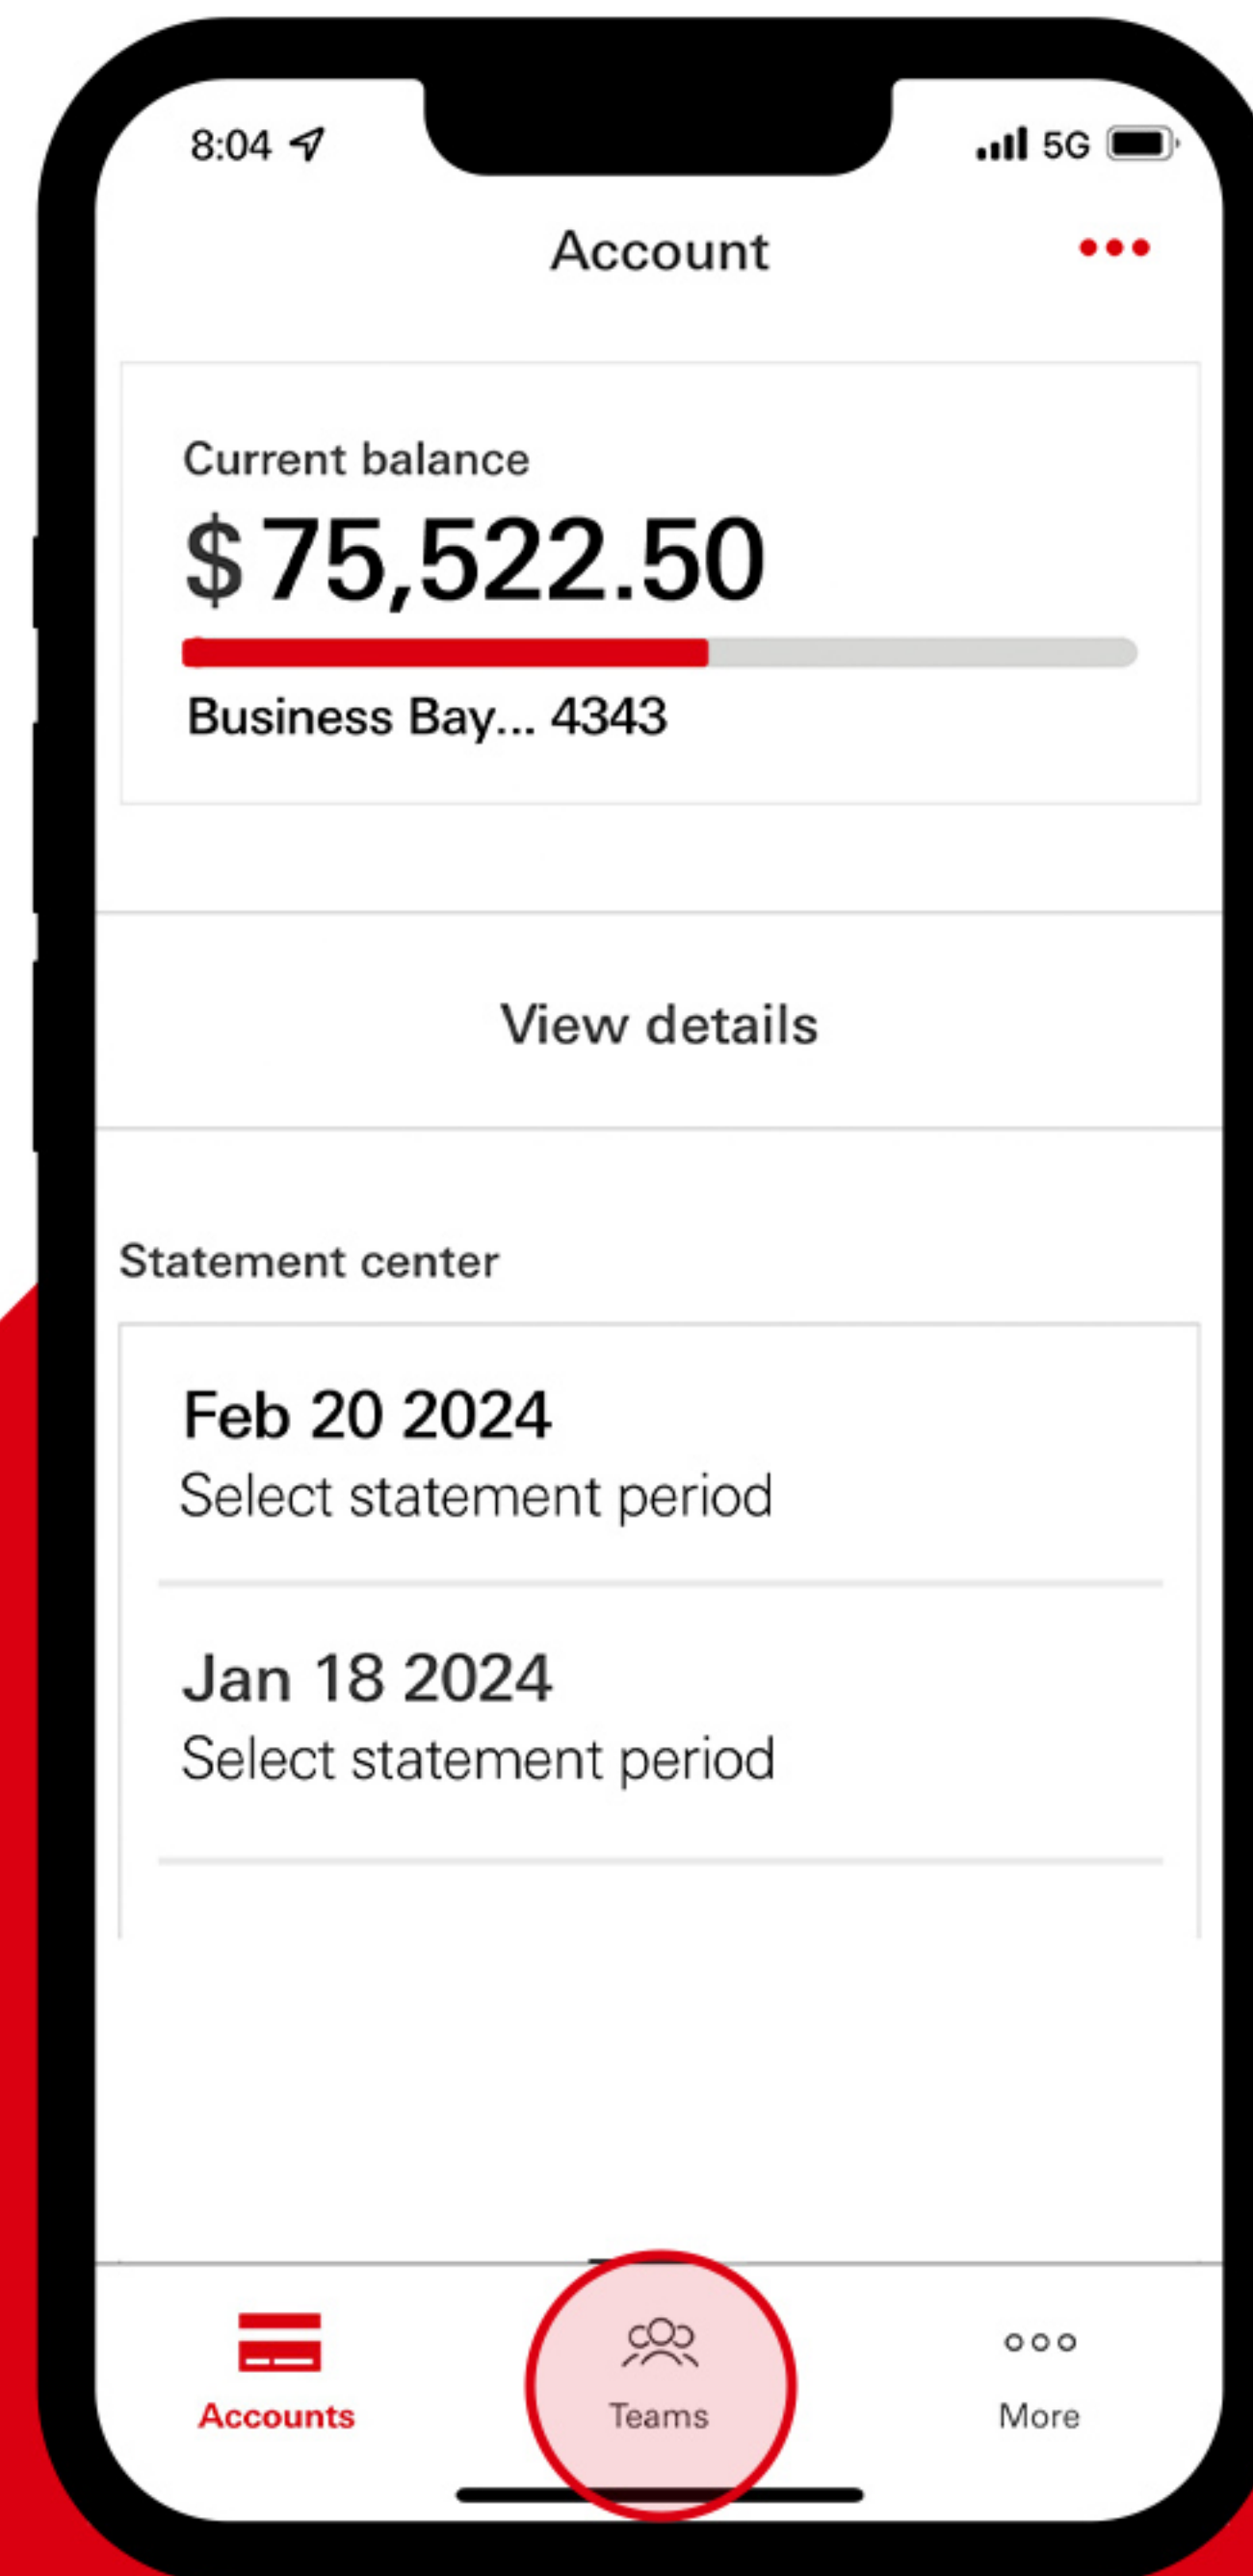 8:04
5G
Account
Current balance
$75,522.50
Business Bay... 4343
View details
Statement center
Feb 20 2024
Select statement period
Jan 18 2024
Select statement period
Accounts
Teams
More